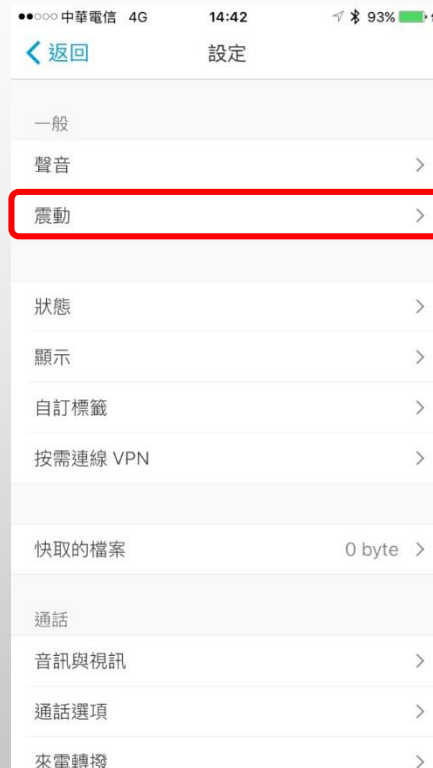 中華電信 4G 14:42 93%
返回 設定
一般
聲音
震動
狀態
顯示
自訂標籤
按需連線 VPN
快取的檔案 0 byte
通話
音訊與視訊
通話選項
來電轉撥